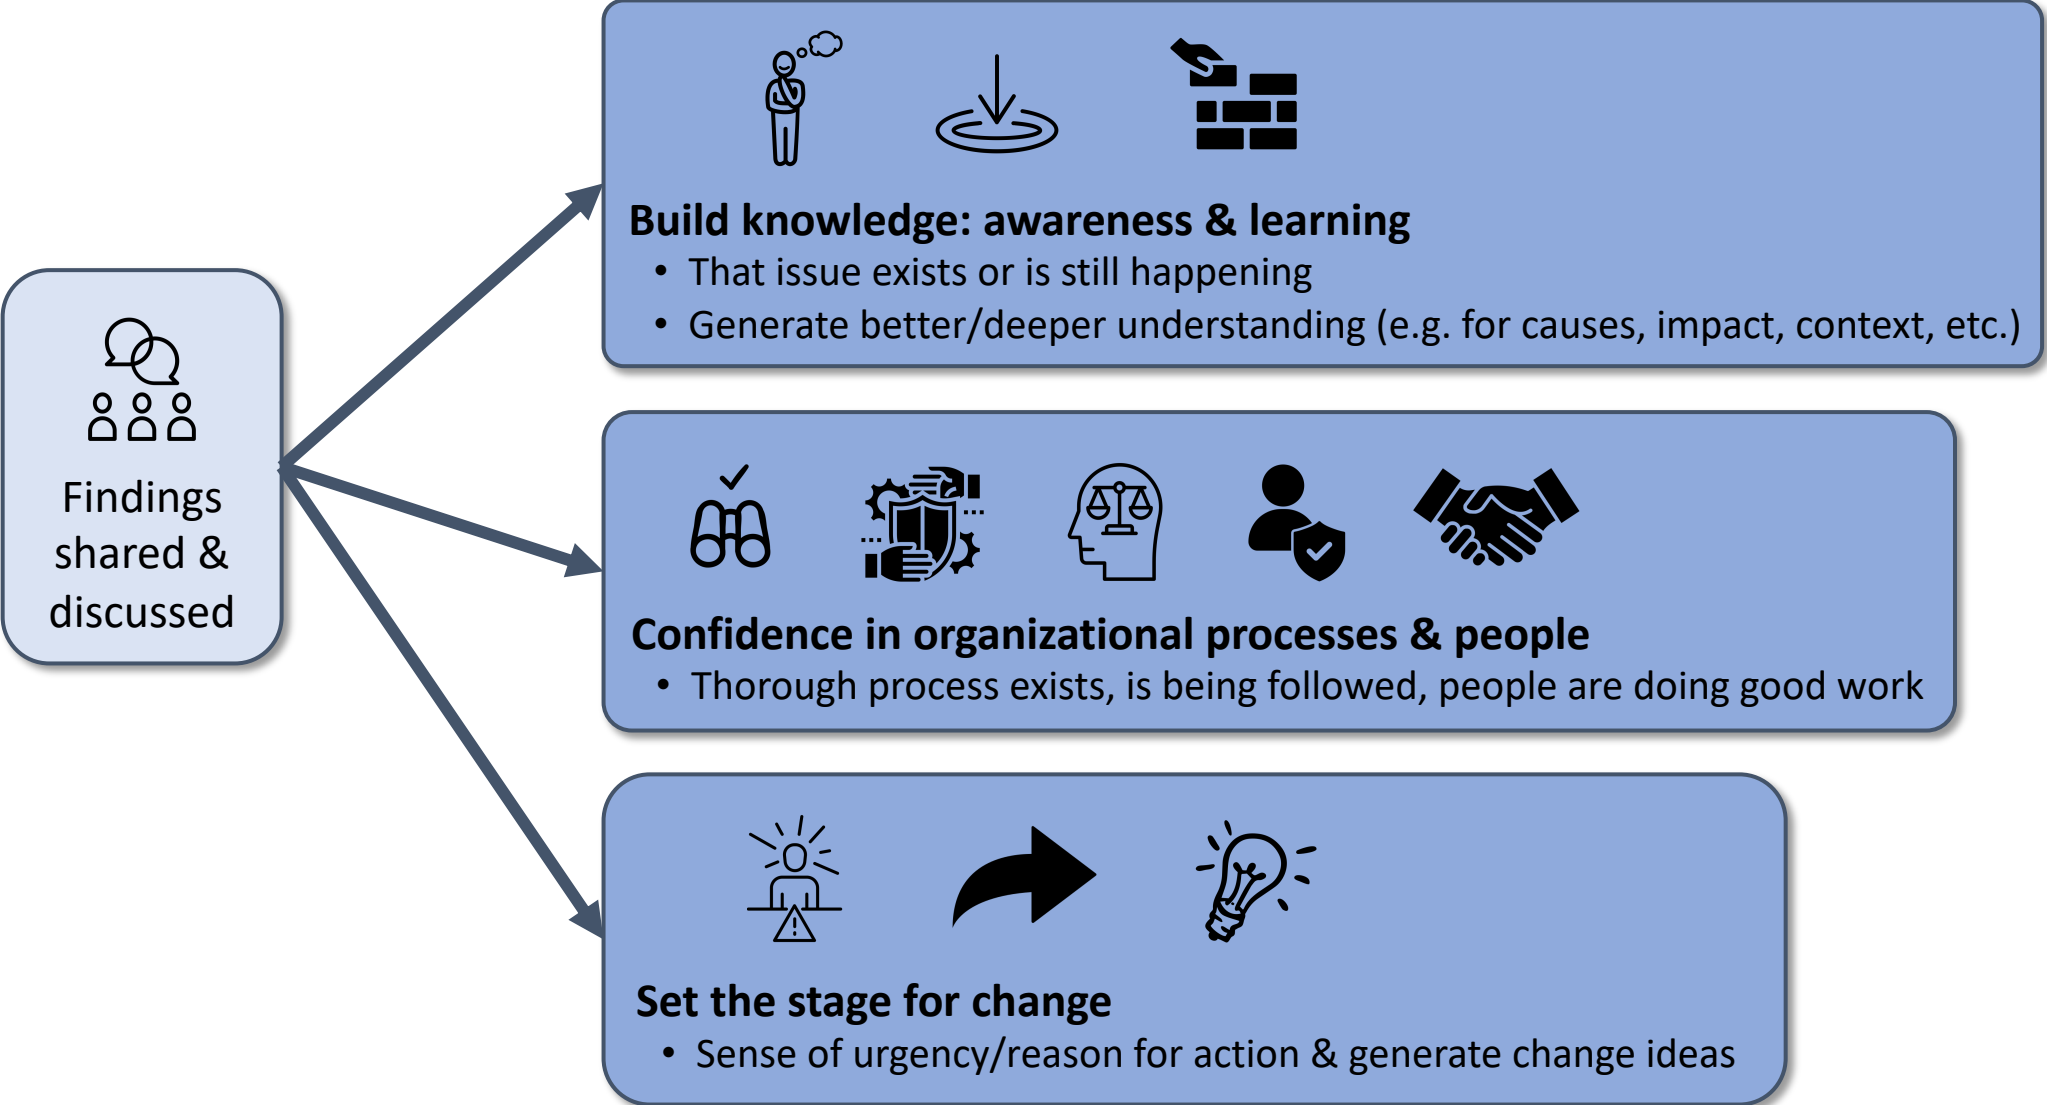 Findings
shared &
discussed
Build knowledge: awareness & learning
• That issue exists or is still happening
• Generate better/deeper understanding (e.g. for causes, impact, context, etc.)
Confidence in organizational processes & people
• Thorough process exists, is being followed, people are doing good work
Set the stage for change
• Sense of urgency/reason for action & generate change ideas